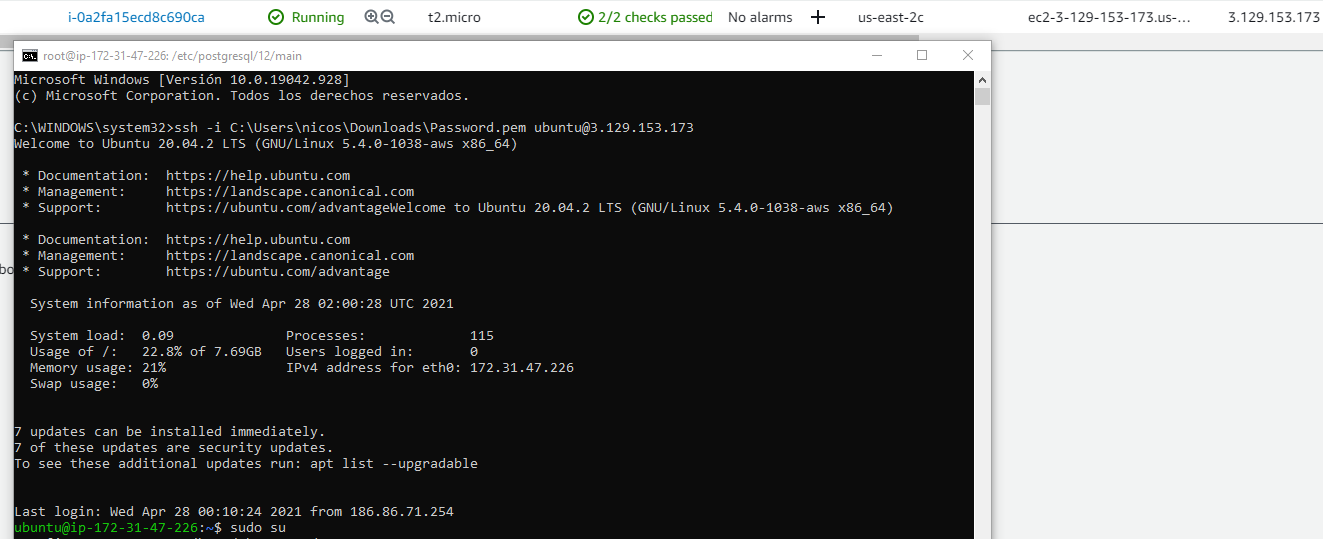 i-0a2fa15ecd8c690ca Running t2.micro 2/2 checks passed No alarms + us-east-2c ec2-3-129-153-173.us-... 3.129.153.173
root@ip-172-31-47-226: /etc/postgresql/12/main
Microsoft Windows [Versión 10.0.19042.928]
(c) Microsoft Corporation. Todos los derechos reservados.
C:\WINDOWS\system32>ssh -i C:\Users\nicos\Downloads\Password.pem ubuntu@3.129.153.173
Welcome to Ubuntu 20.04.2 LTS (GNU/Linux 5.4.0-1038-aws x86_64)
* Documentation: https://help.ubuntu.com
* Management: https://landscape.canonical.com
* Support: https://ubuntu.com/advantageWelcome to Ubuntu 20.04.2 LTS (GNU/Linux 5.4.0-1038-aws x86_64)
* Documentation: https://help.ubuntu.com
* Management: https://landscape.canonical.com
* Support: https://ubuntu.com/advantage
System information as of Wed Apr 28 02:00:28 UTC 2021
System load: 0.09 Processes: 115
Usage of /: 22.8% of 7.69GB Users logged in: 0
Memory usage: 21% IPv4 address for eth0: 172.31.47.226
Swap usage: 0%
7 updates can be installed immediately.
7 of these updates are security updates.
To see these additional updates run: apt list --upgradable
Last login: Wed Apr 28 00:10:24 2021 from 186.86.71.254
ubuntu@ip-172-31-47-226:~$ sudo su